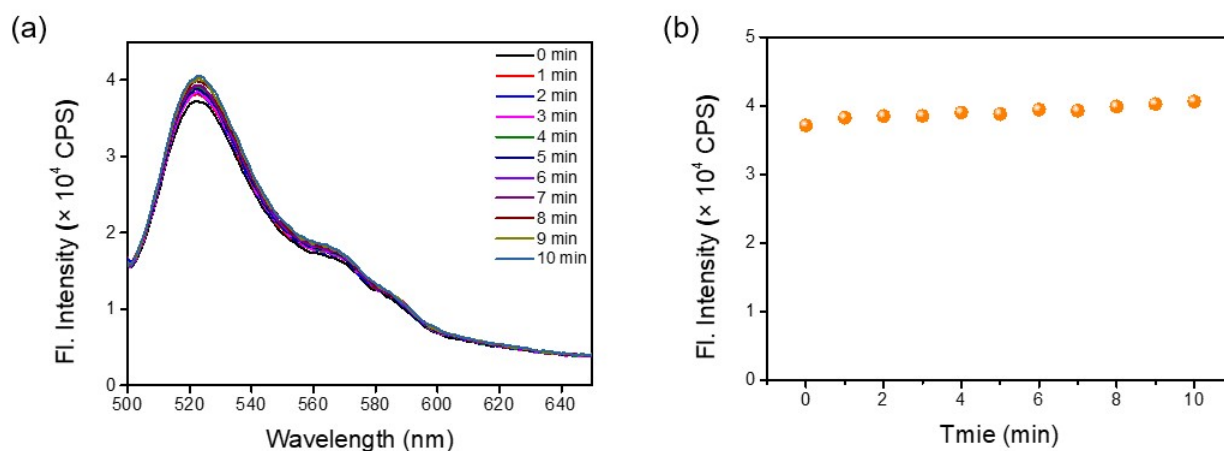 (a)
Fl. Intensity (× 10⁴ CPS)
4
3
2
1
0
500 520 540 560 580 600 620 640
Wavelength (nm)
0 min
1 min
2 min
3 min
4 min
5 min
6 min
7 min
8 min
9 min
10 min
(b)
Fl. Intensity (× 10⁴ CPS)
5
4
3
2
1
0
0 2 4 6 8 10
Tmie (min)